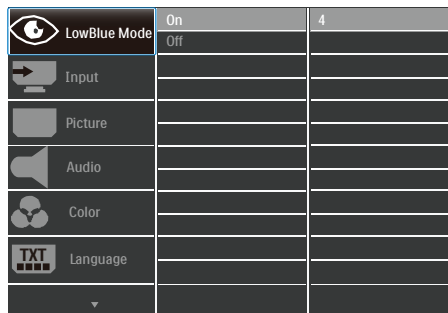 LowBlue Mode
On
4
Off
Input
Picture
Audio
Color
TXT
Language